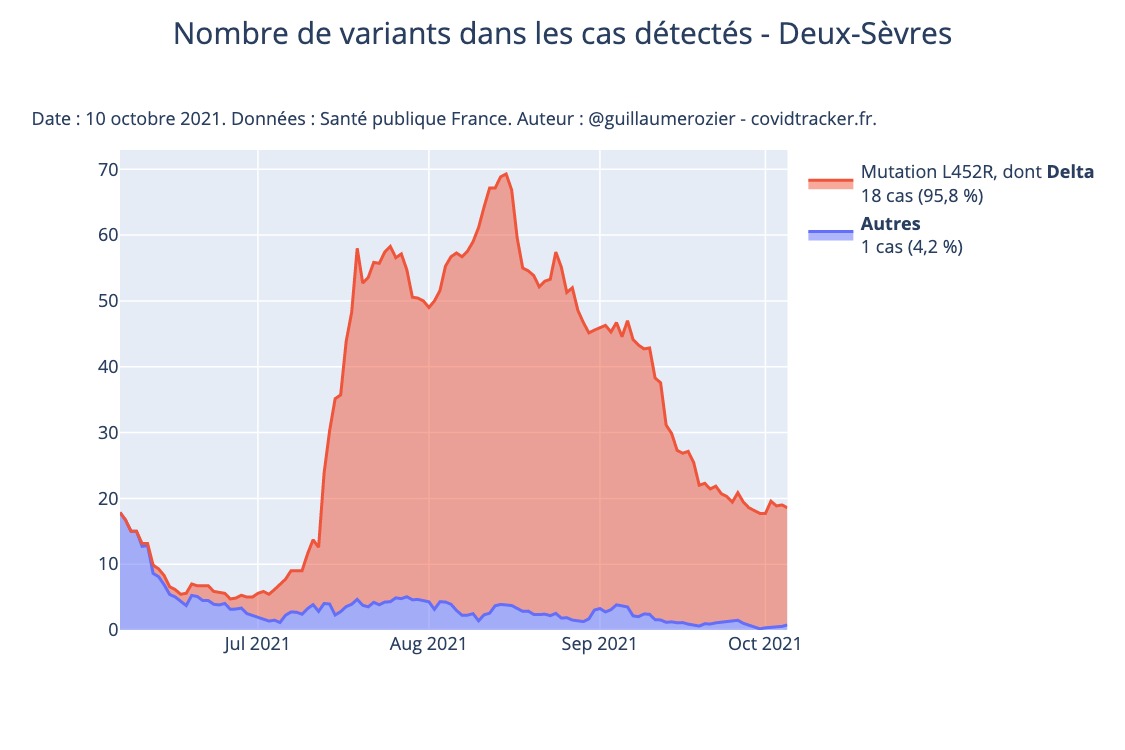 Nombre de variants dans les cas détectés - Deux-Sèvres
Date : 10 octobre 2021. Données : Santé publique France. Auteur : @guillaumerozier - covidtracker.fr.
70
60
50
40
30
20
10
0
Jul 2021
Aug 2021
Sep 2021
Oct 2021
Mutation L452R, dont Delta
18 cas (95,8 %)
Autres
1 cas (4,2 %)